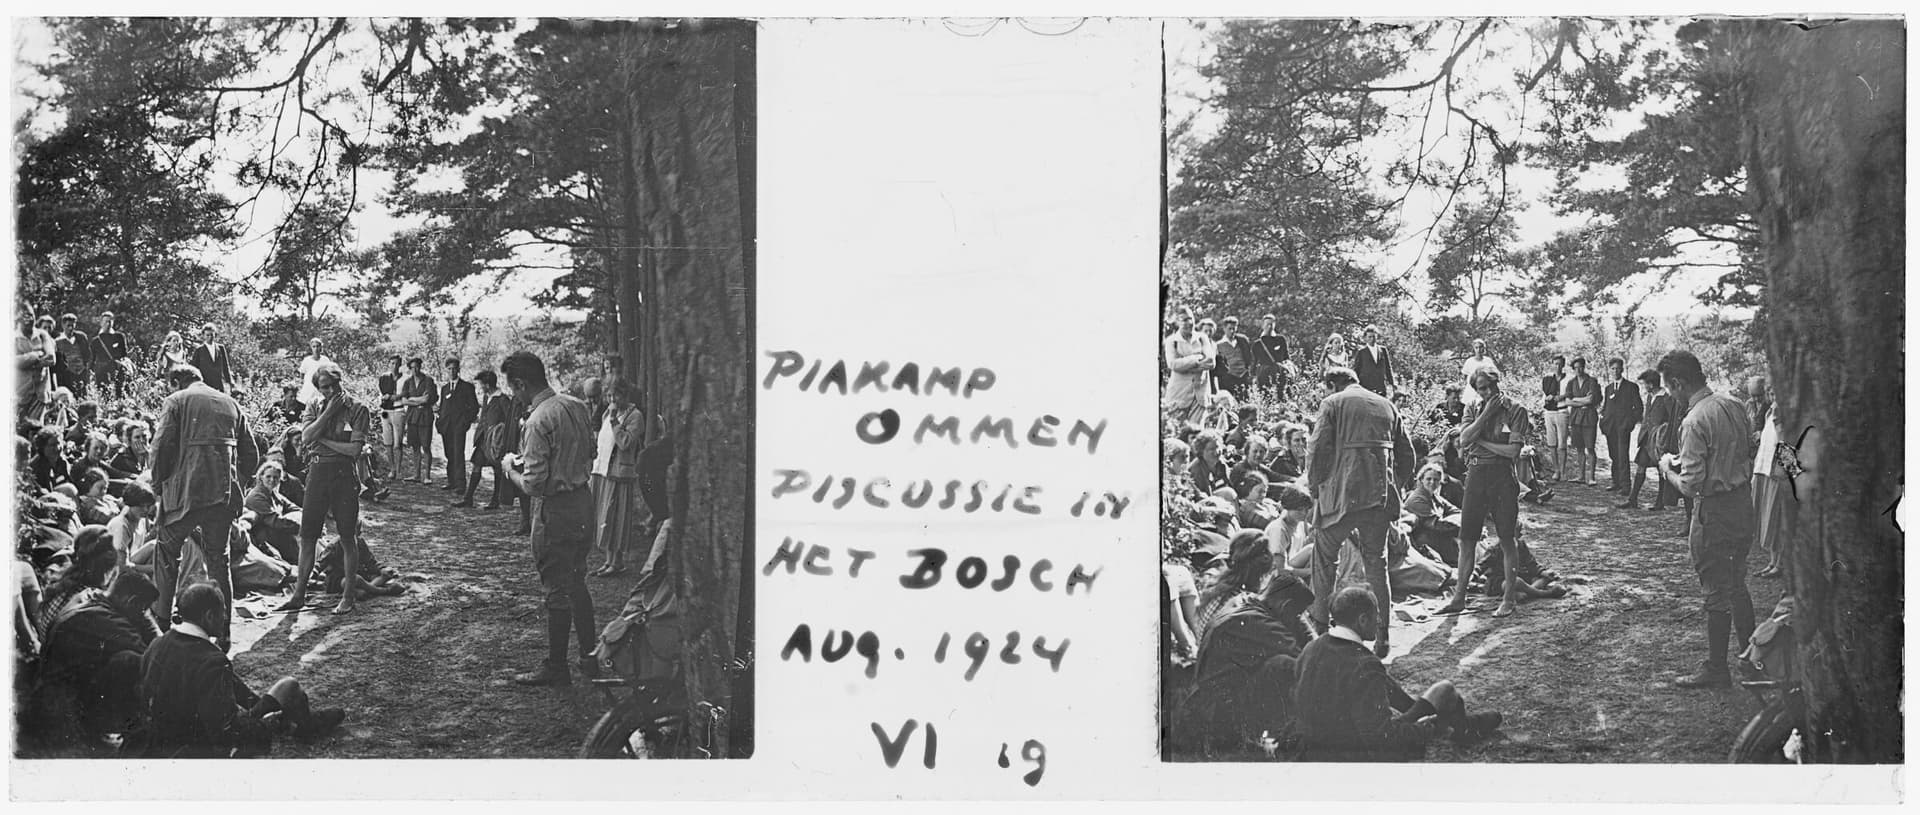 PIAKAMP
OMMEN
DISCUSSIE IN
HET BOSCH
AUG. 1924
VI 19